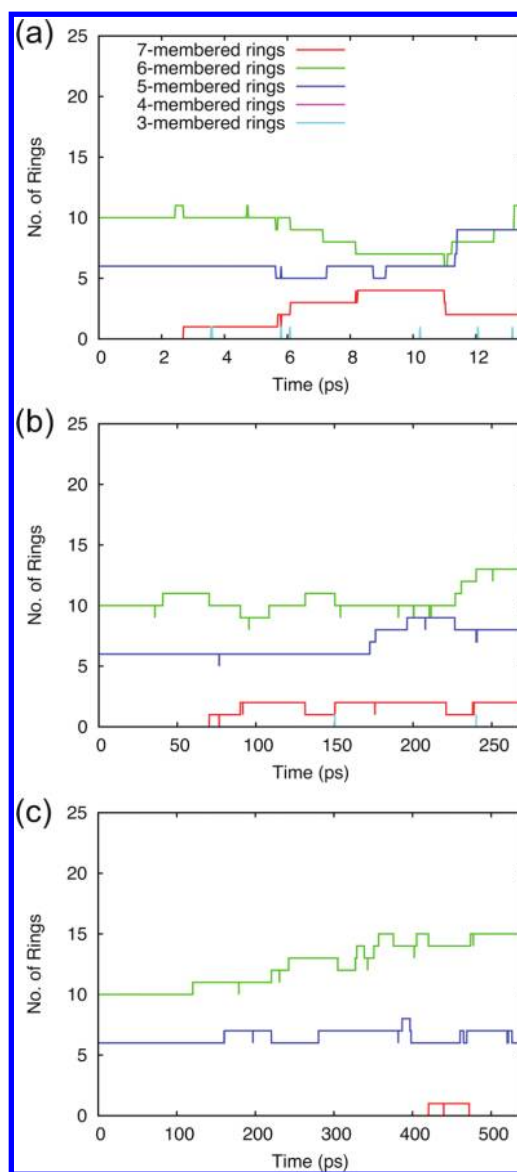 (a)
25
20
15
10
5
0
No. of Rings
7-membered rings
6-membered rings
5-membered rings
4-membered rings
3-membered rings
0 2 4 6 8 10 12
Time (ps)
(b)
25
20
15
10
5
0
No. of Rings
0 50 100 150 200 250
Time (ps)
(c)
25
20
15
10
5
0
No. of Rings
0 100 200 300 400 500
Time (ps)